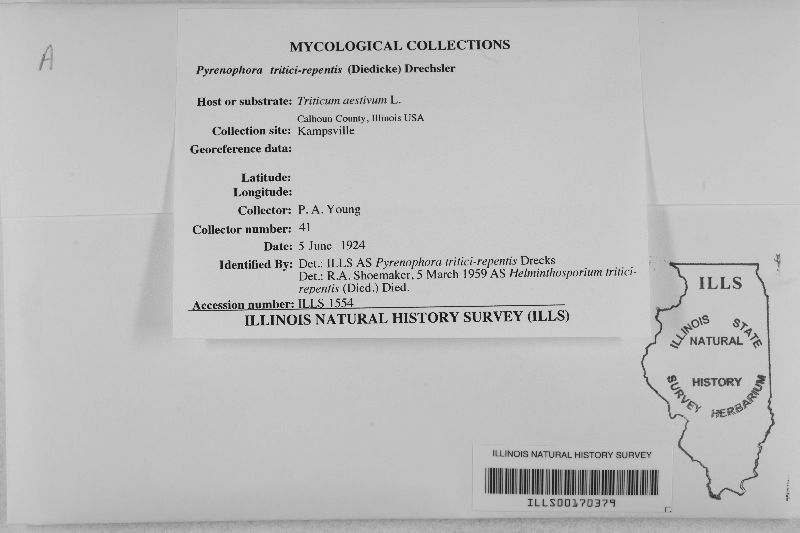 A
MYCOLOGICAL COLLECTIONS
Pyrenophora tritici-repentis (Diedicke) Drechsler
Host or substrate: Triticum aestivum L.
Calhoun County, Illinois USA
Collection site: Kampsville
Georeference data:
Latitude:
Longitude:
Collector: P. A. Young
Collector number: 41
Date: 5 June 1924
Identified By: Det.: ILLS AS Pyrenophora tritici-repentis Drecks
Det.: R.A. Shoemaker, 5 March 1959 AS Helminthosporium tritici-
repentis (Died.) Died.
Accession number: ILLS 1554
ILLINOIS NATURAL HISTORY SURVEY (ILLS)
ILLS
ILLINOIS STATE
NATURAL
HISTORY
SURVEY HERBARIUM
ILLINOIS NATURAL HISTORY SURVEY
ILLS00170379